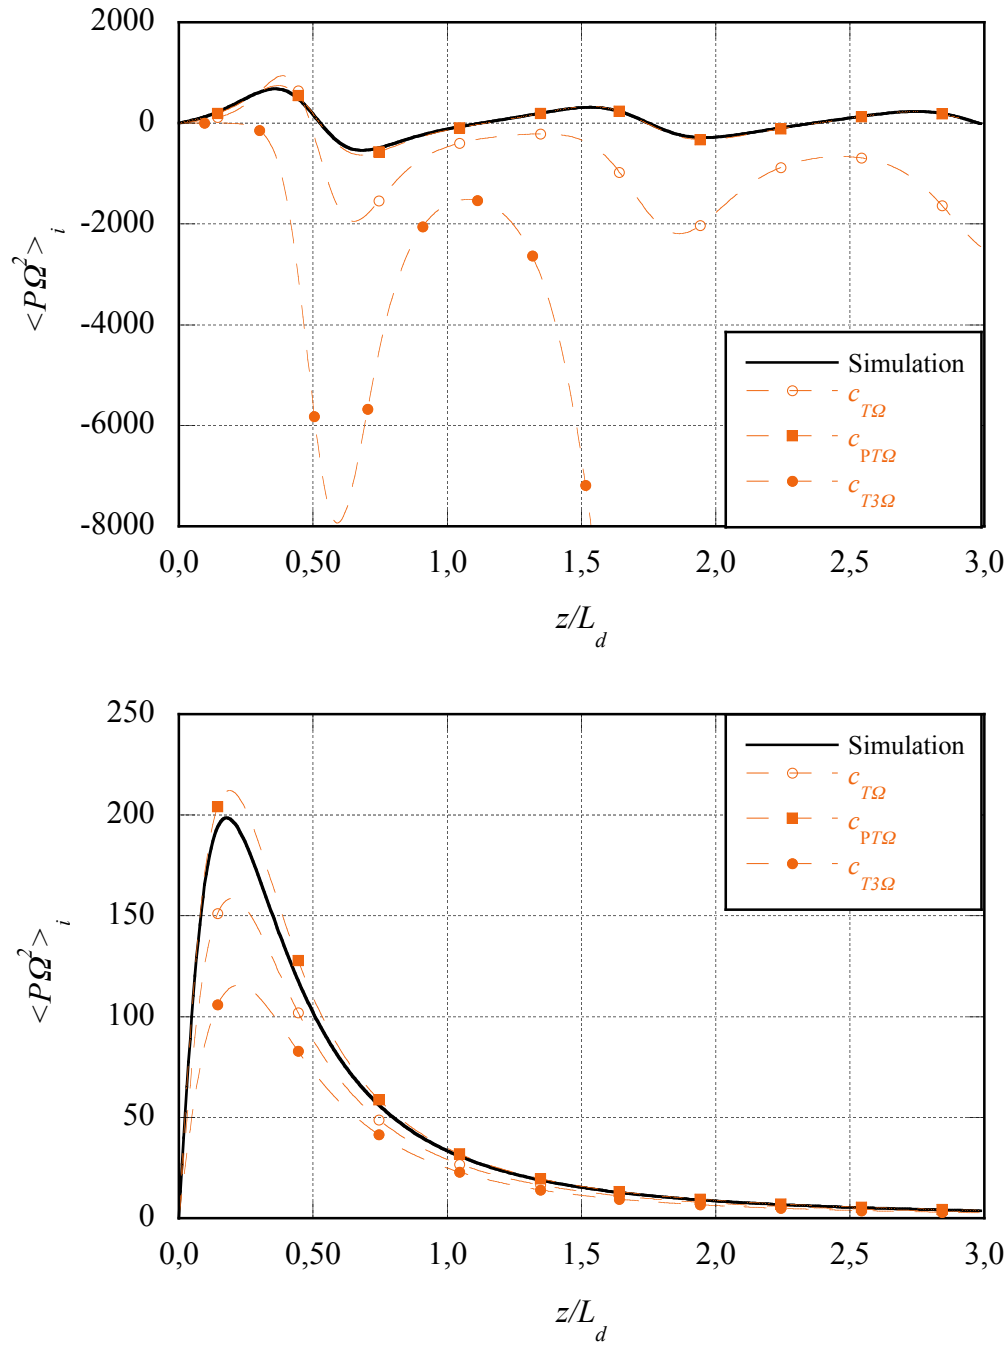 2000
0
-2000
-4000
-6000
-8000
<PΩ²>i
Simulation
cTΩ
cPTΩ
cT3Ω
0,0 0,50 1,0 1,5 2,0 2,5 3,0
z/Ld
250
200
150
100
50
0
<PΩ²>i
Simulation
cTΩ
cPTΩ
cT3Ω
0,0 0,50 1,0 1,5 2,0 2,5 3,0
z/Ld